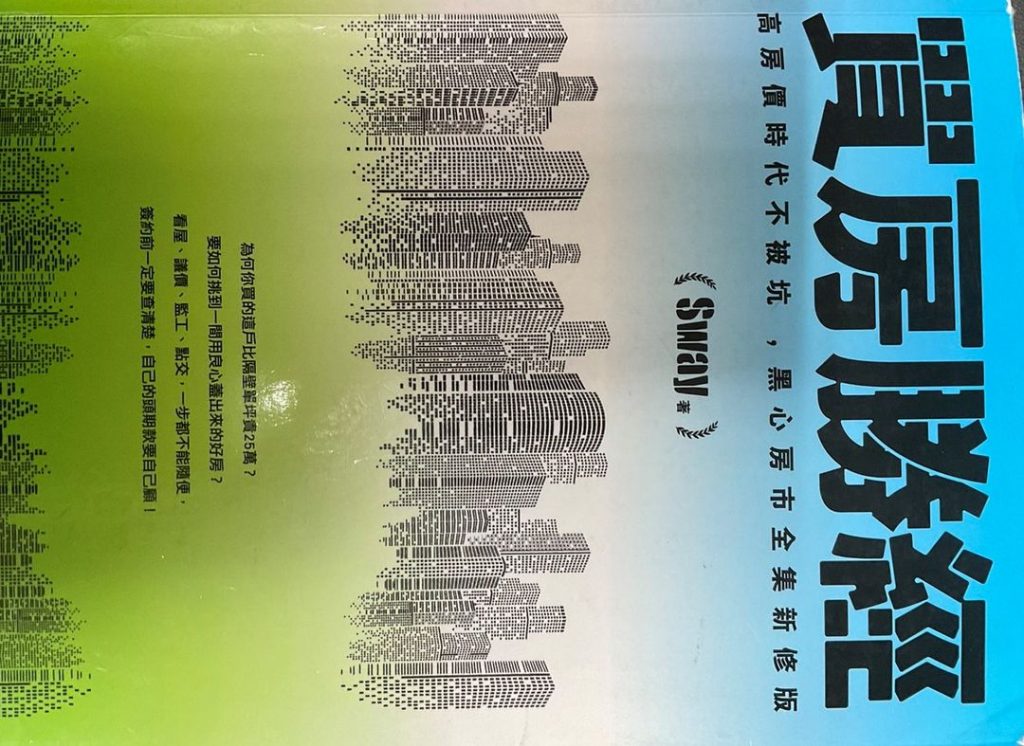 買房勝經
高房價時代不被坑，黑心房市全集新修版
Sway 著
為何你買的這戶比隔壁單坪貴25萬？
要如何挑到一間用良心蓋出來的好房？
看屋、議價、監工、點交，一步都不能隨便，
簽約前一定要查清楚，自己的頭期款要自己顧！